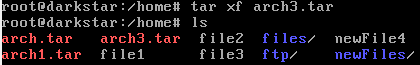 root@darkstar:/home# tar xf arch3.tar
root@darkstar:/home# ls
arch.tar arch3.tar file2 files/ newFile4
arch1.tar file1 file3 ftp/ newFiles/